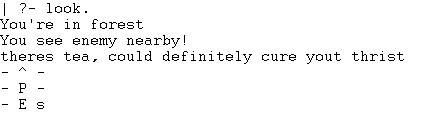 | ?- look.
You're in forest
You see enemy nearby!
theres tea, could definitely cure yout thrist
- ^ -
- P -
- E s